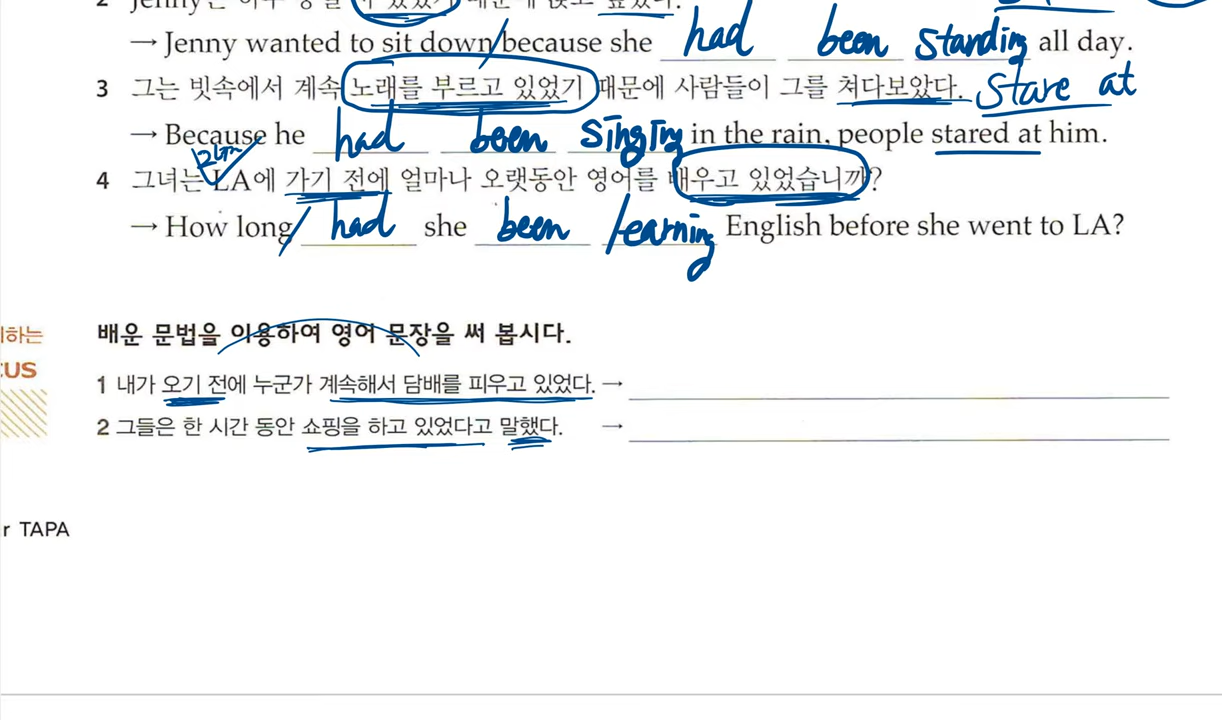 → Jenny wanted to sit down / because she had been standing all day.
3 그는 빗속에서 계속 노래를 부르고 있었기 때문에 사람들이 그를 쳐다보았다. stare at
→ Because he had been singing in the rain, people stared at him.
4 그녀는 LA에 가기 전에 얼마나 오랫동안 영어를 배우고 있었습니까?
→ How long / had she been learning English before she went to LA?
하는
CUS
배운 문법을 이용하여 영어 문장을 써 봅시다.
1 내가 오기 전에 누군가 계속해서 담배를 피우고 있었다. →
2 그들은 한 시간 동안 쇼핑을 하고 있었다고 말했다. →
r TAPA